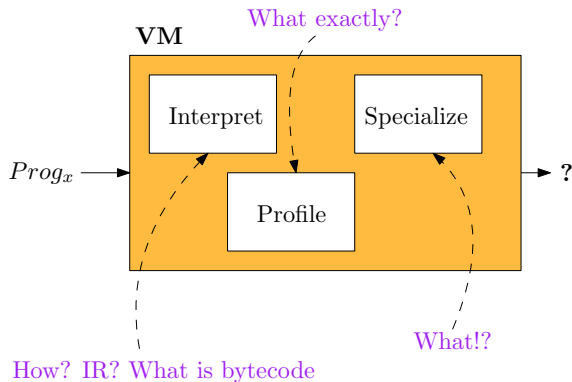 What exactly?
VM
Interpret
Specialize
Prog_x
?
Profile
What!?
How? IR? What is bytecode